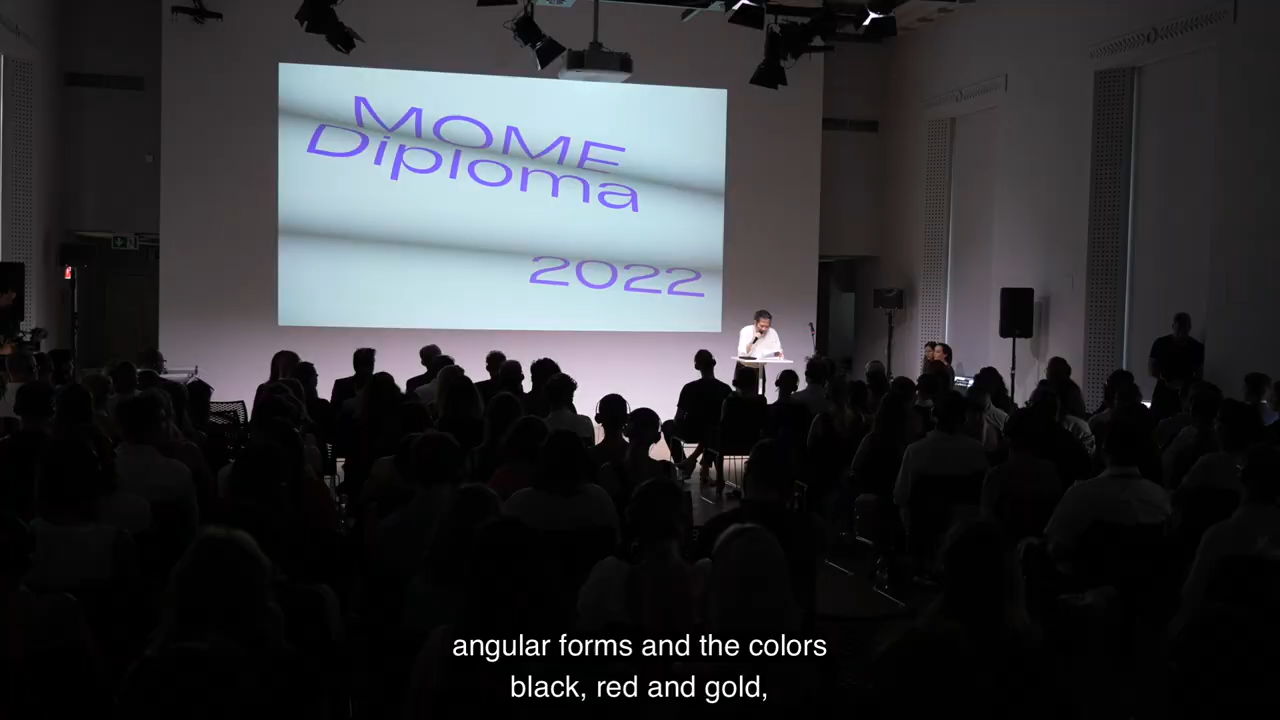 MOME
Diploma
2022
angular forms and the colors
black, red and gold,